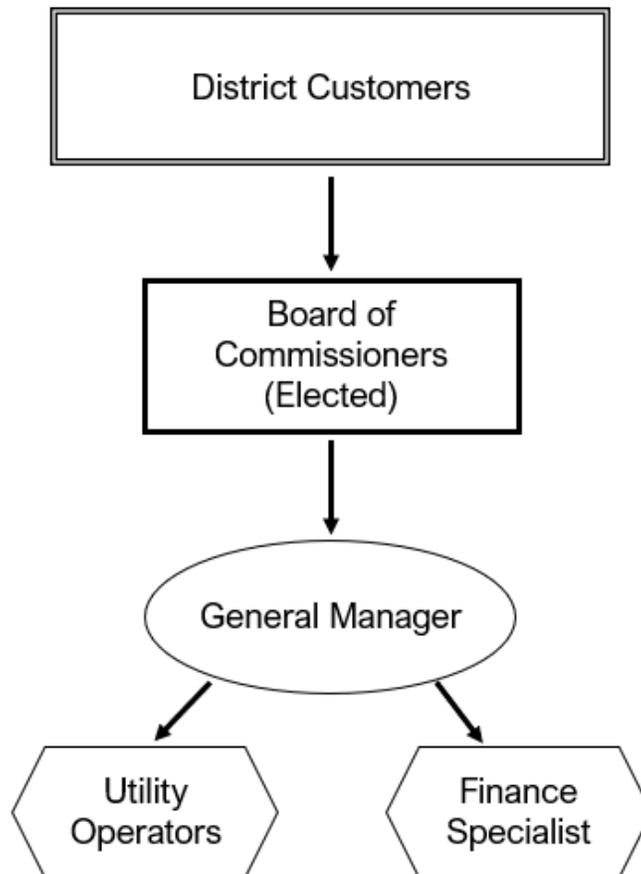 District Customers
Board of
Commissioners
(Elected)
General Manager
Utility
Operators
Finance
Specialist